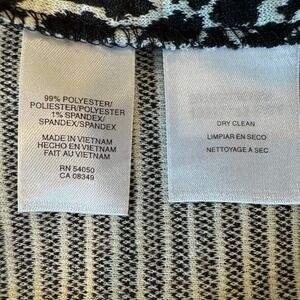 99% POLYESTER/
POLIESTER/POLYESTER
1% SPANDEX/
SPANDEX/SPANDEX
MADE IN VIETNAM
HECHO EN VIETNAM
FAIT AU VIETNAM
RN 54050
CA 08349
DRY CLEAN
LIMPIAR EN SECO
NETTOYAGE A SEC